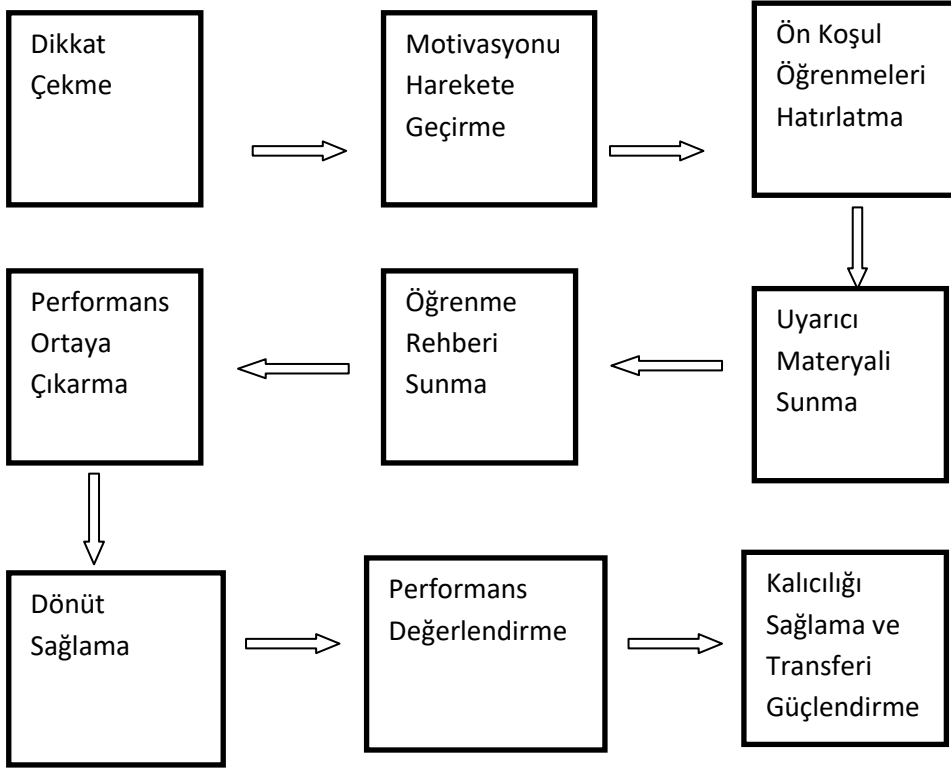 Dikkat
Çekme
Motivasyonu
Harekete
Geçirme
Ön Koşul
Öğrenmeleri
Hatırlatma
Uyarıcı
Materyali
Sunma
Öğrenme
Rehberi
Sunma
Performans
Ortaya
Çıkarma
Dönüt
Sağlama
Performans
Değerlendirme
Kalıcılığı
Sağlama ve
Transferi
Güçlendirme